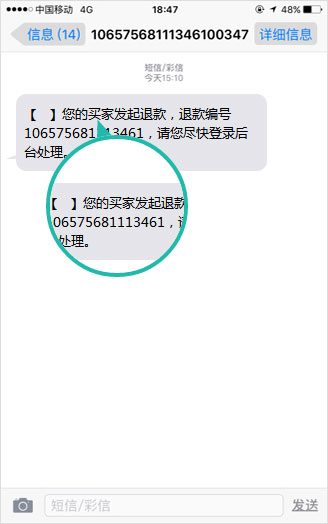 中国移动 4G 18:47 48%
信息 (14) 10657568111346100347 详细信息
短信/彩信
今天15:10
【 】您的买家发起退款，退款编号
106575681113461，请您尽快登录后
台处理。
【 】您的买家发起退款
06575681113461，请
处理。
短信/彩信 发送